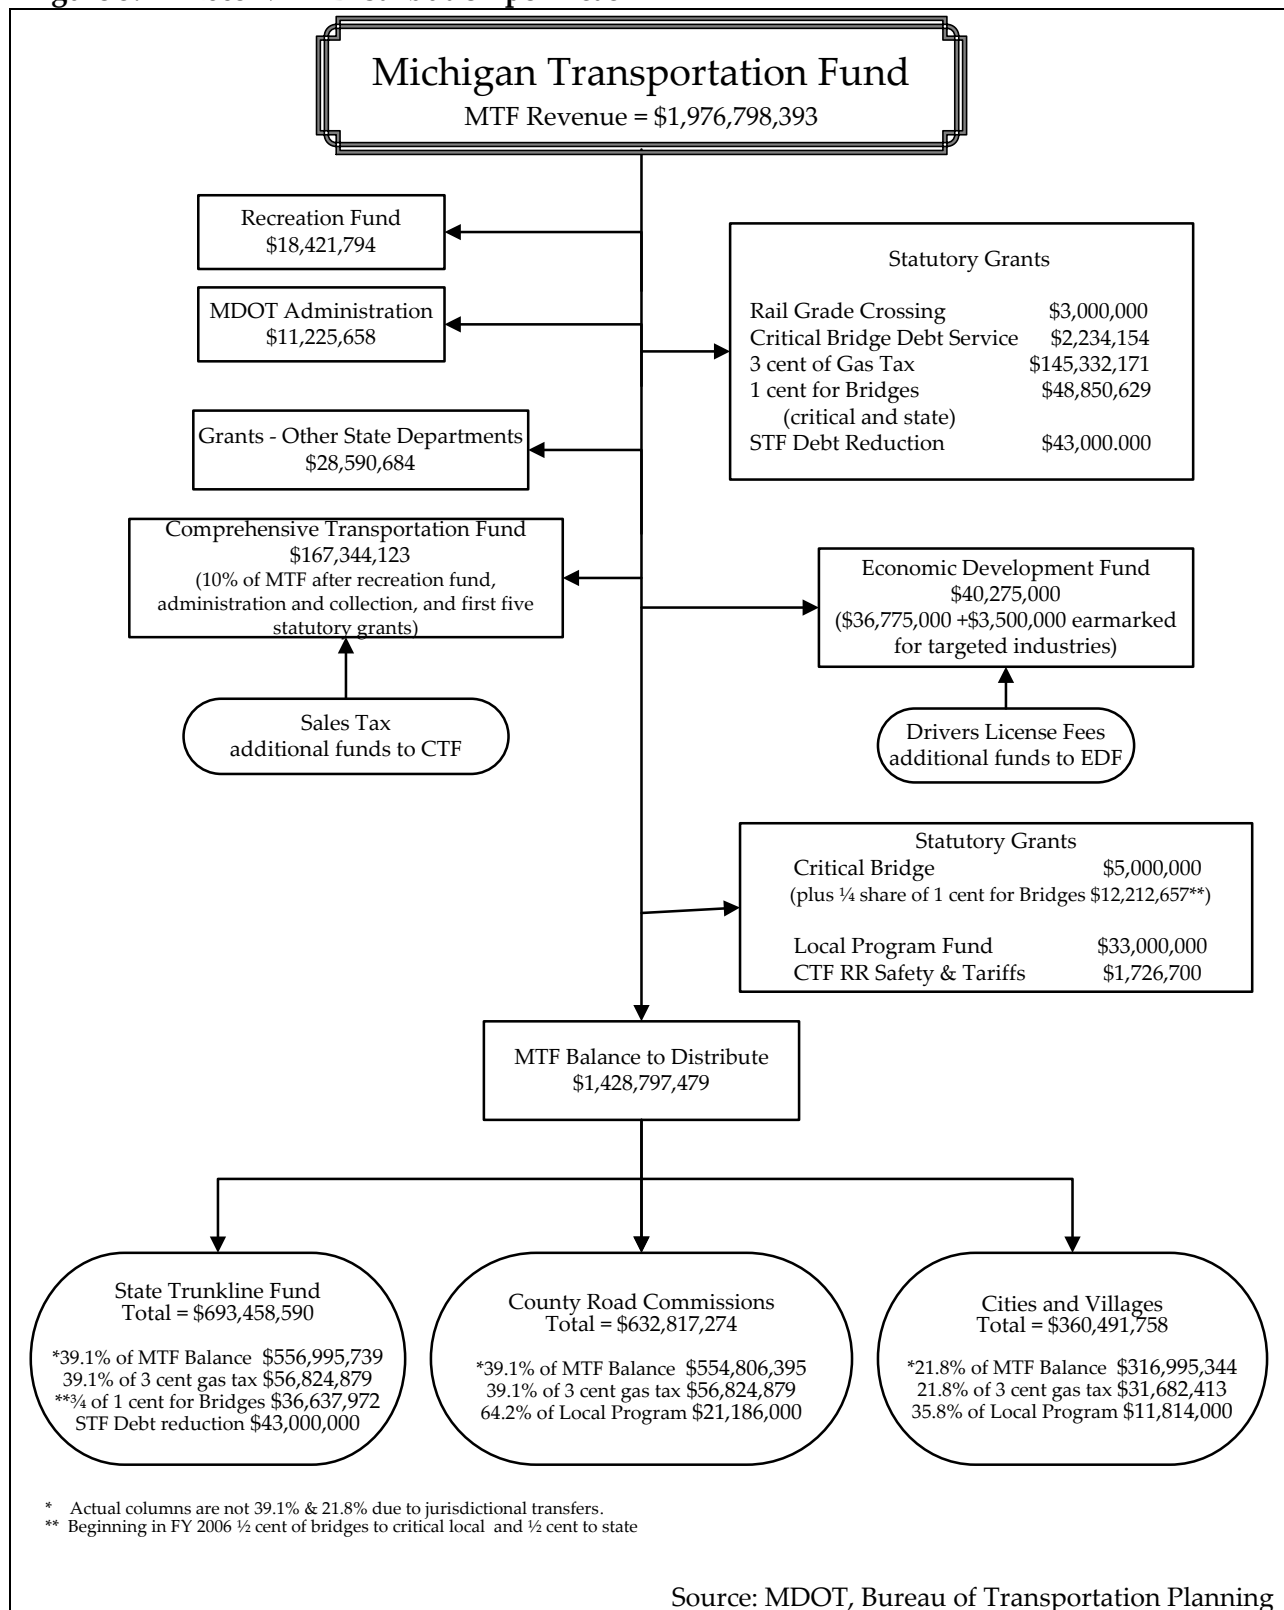 Michigan Transportation Fund
MTF Revenue = $1,976,798,393
Recreation Fund
$18,421,794
MDOT Administration
$11,225,658
Statutory Grants
Rail Grade Crossing $3,000,000
Critical Bridge Debt Service $2,234,154
3 cent of Gas Tax $145,332,171
1 cent for Bridges $48,850,629
(critical and state)
STF Debt Reduction $43,000.000
Grants - Other State Departments
$28,590,684
Comprehensive Transportation Fund
$167,344,123
(10% of MTF after recreation fund,
administration and collection, and first five
statutory grants)
Economic Development Fund
$40,275,000
($36,775,000 +$3,500,000 earmarked
for targeted industries)
Sales Tax
additional funds to CTF
Drivers License Fees
additional funds to EDF
Statutory Grants
Critical Bridge $5,000,000
(plus ¼ share of 1 cent for Bridges $12,212,657**)
Local Program Fund $33,000,000
CTF RR Safety & Tariffs $1,726,700
MTF Balance to Distribute
$1,428,797,479
State Trunkline Fund
Total = $693,458,590
*39.1% of MTF Balance $556,995,739
39.1% of 3 cent gas tax $56,824,879
**¾ of 1 cent for Bridges $36,637,972
STF Debt reduction $43,000,000
County Road Commissions
Total = $632,817,274
*39.1% of MTF Balance $554,806,395
39.1% of 3 cent gas tax $56,824,879
64.2% of Local Program $21,186,000
Cities and Villages
Total = $360,491,758
*21.8% of MTF Balance $316,995,344
21.8% of 3 cent gas tax $31,682,413
35.8% of Local Program $11,814,000
* Actual columns are not 39.1% & 21.8% due to jurisdictional transfers.
** Beginning in FY 2006 ½ cent of bridges to critical local and ½ cent to state
Source: MDOT, Bureau of Transportation Planning